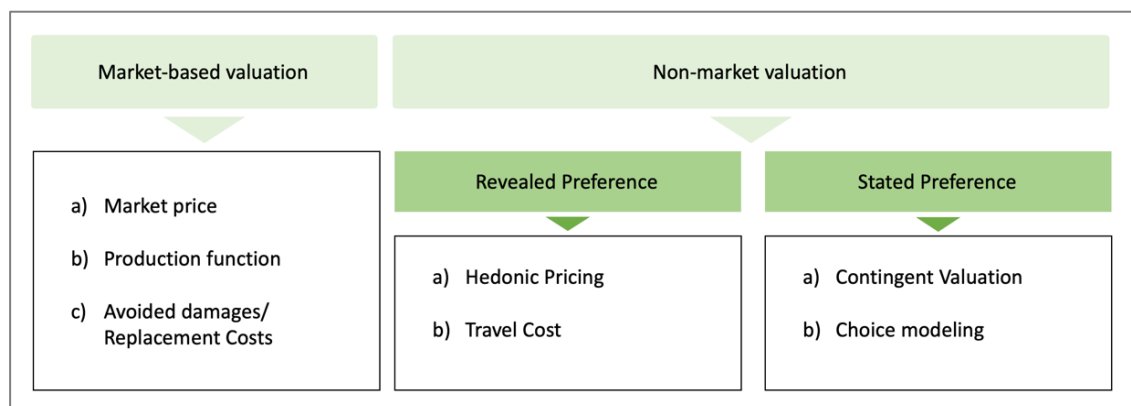 Market-based valuation
Non-market valuation
a) Market price
b) Production function
c) Avoided damages/
Replacement Costs
Revealed Preference
a) Hedonic Pricing
b) Travel Cost
Stated Preference
a) Contingent Valuation
b) Choice modeling